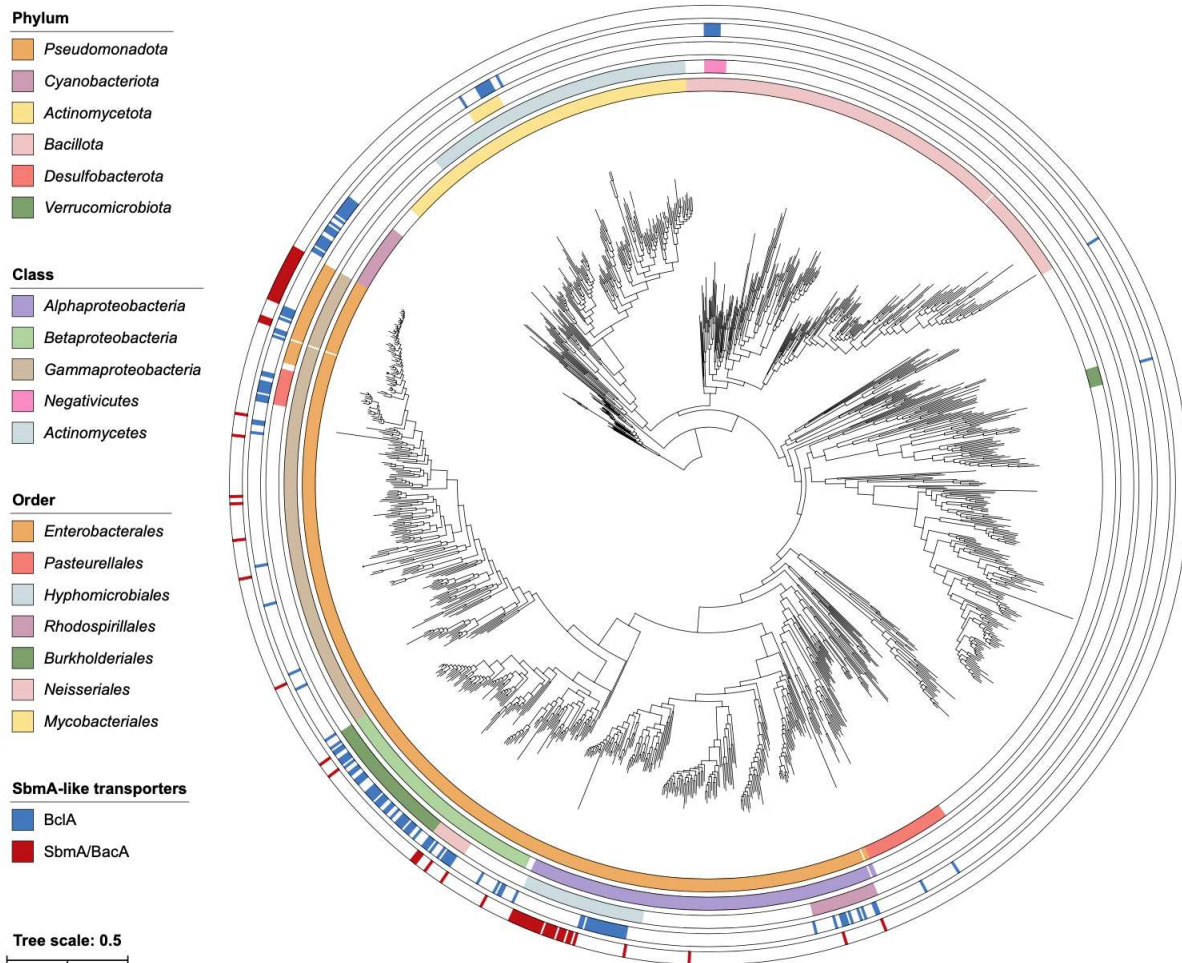 Phylum
Pseudomonadota
Cyanobacteriota
Actinomycetota
Bacillota
Desulfobacterota
Verrucomicrobiota
Class
Alphaproteobacteria
Betaproteobacteria
Gammaproteobacteria
Negativicutes
Actinomycetes
Order
Enterobacterales
Pasteurellales
Hyphomicrobiales
Rhodospirillales
Burkholderiales
Neisseriales
Mycobacteriales
SbmA-like transporters
BclA
SbmA/BacA
Tree scale: 0.5